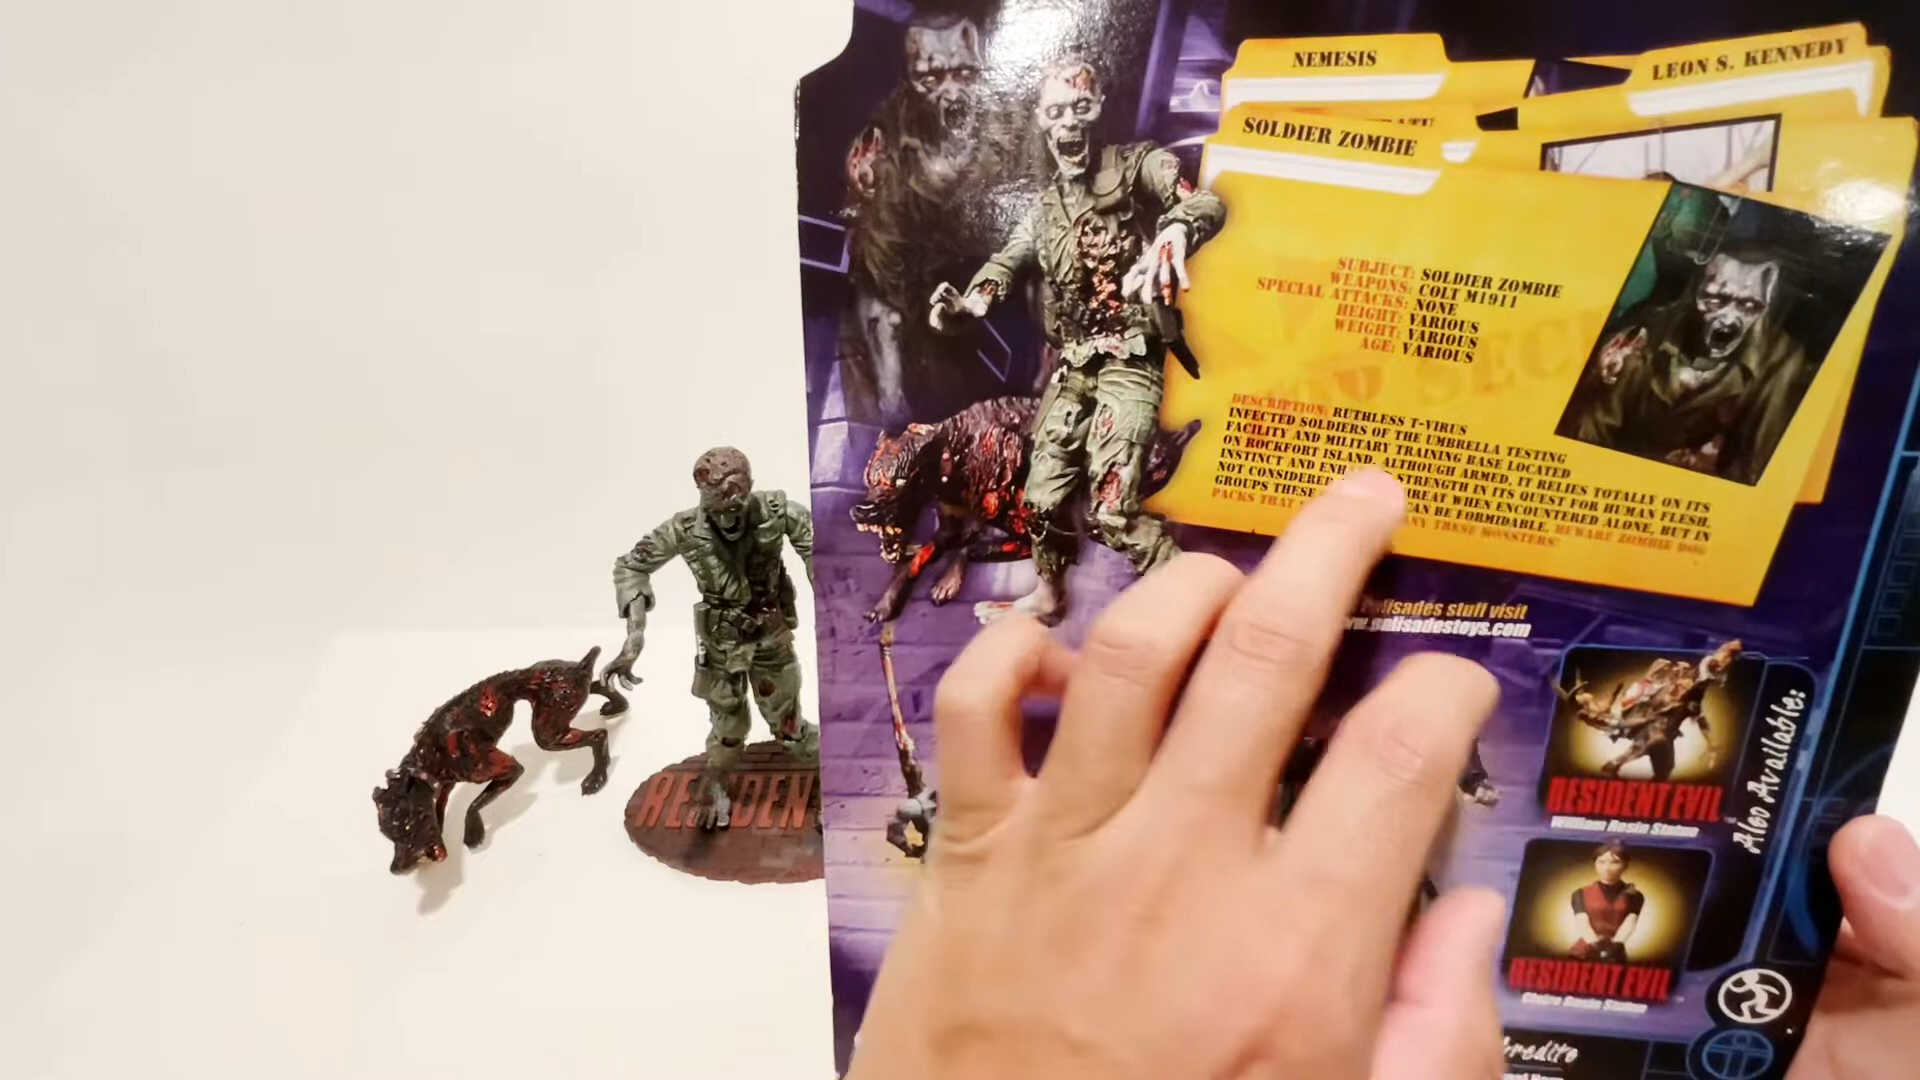 NEMESIS
LEON S. KENNEDY
SOLDIER ZOMBIE
SUBJECT: SOLDIER ZOMBIE
WEAPONS: COLT M1911
SPECIAL ATTACKS: NONE
HEIGHT: VARIOUS
WEIGHT: VARIOUS
AGE: VARIOUS
DESCRIPTION: RUTHLESS T-VIRUS
INFECTED SOLDIERS OF THE UMBRELLA TESTING
FACILITY AND MILITARY TRAINING BASE LOCATED
ON ROCKFORT ISLAND. ALTHOUGH ARMED, IT RELIES TOTALLY ON ITS
INSTINCT AND STRENGTH IN ITS QUEST FOR HUMAN FLESH.
NOT CONSIDERED THREAT WHEN ENCOUNTERED ALONE, BUT IN
GROUPS THESE CAN BE FORMIDABLE. BEWARE ZOMBIE DOG
PACKS THAT THESE MONSTERS!
Palisades stuff visit
www.palisadestoys.com
RESIDENT EVIL
William Resin Statue
Also Available:
RESIDENT EVIL
Claire Resin Statue